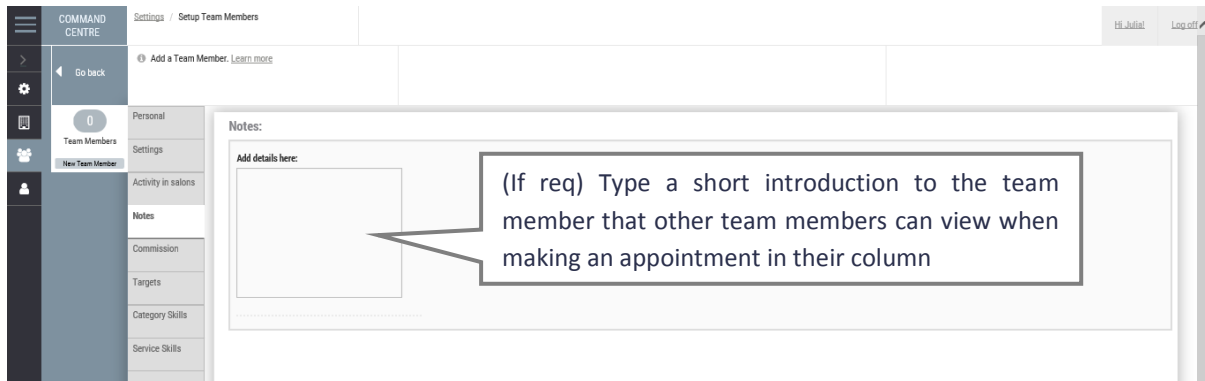 COMMAND
CENTRE
Settings / Setup Team Members
Hi Julia!
Log off
Go back
Add a Team Member. Learn more
0
Team Members
New Team Member
Personal
Settings
Activity in salons
Notes
Commission
Targets
Category Skills
Service Skills
Notes:
Add details here:
(If req) Type a short introduction to the team
member that other team members can view when
making an appointment in their column